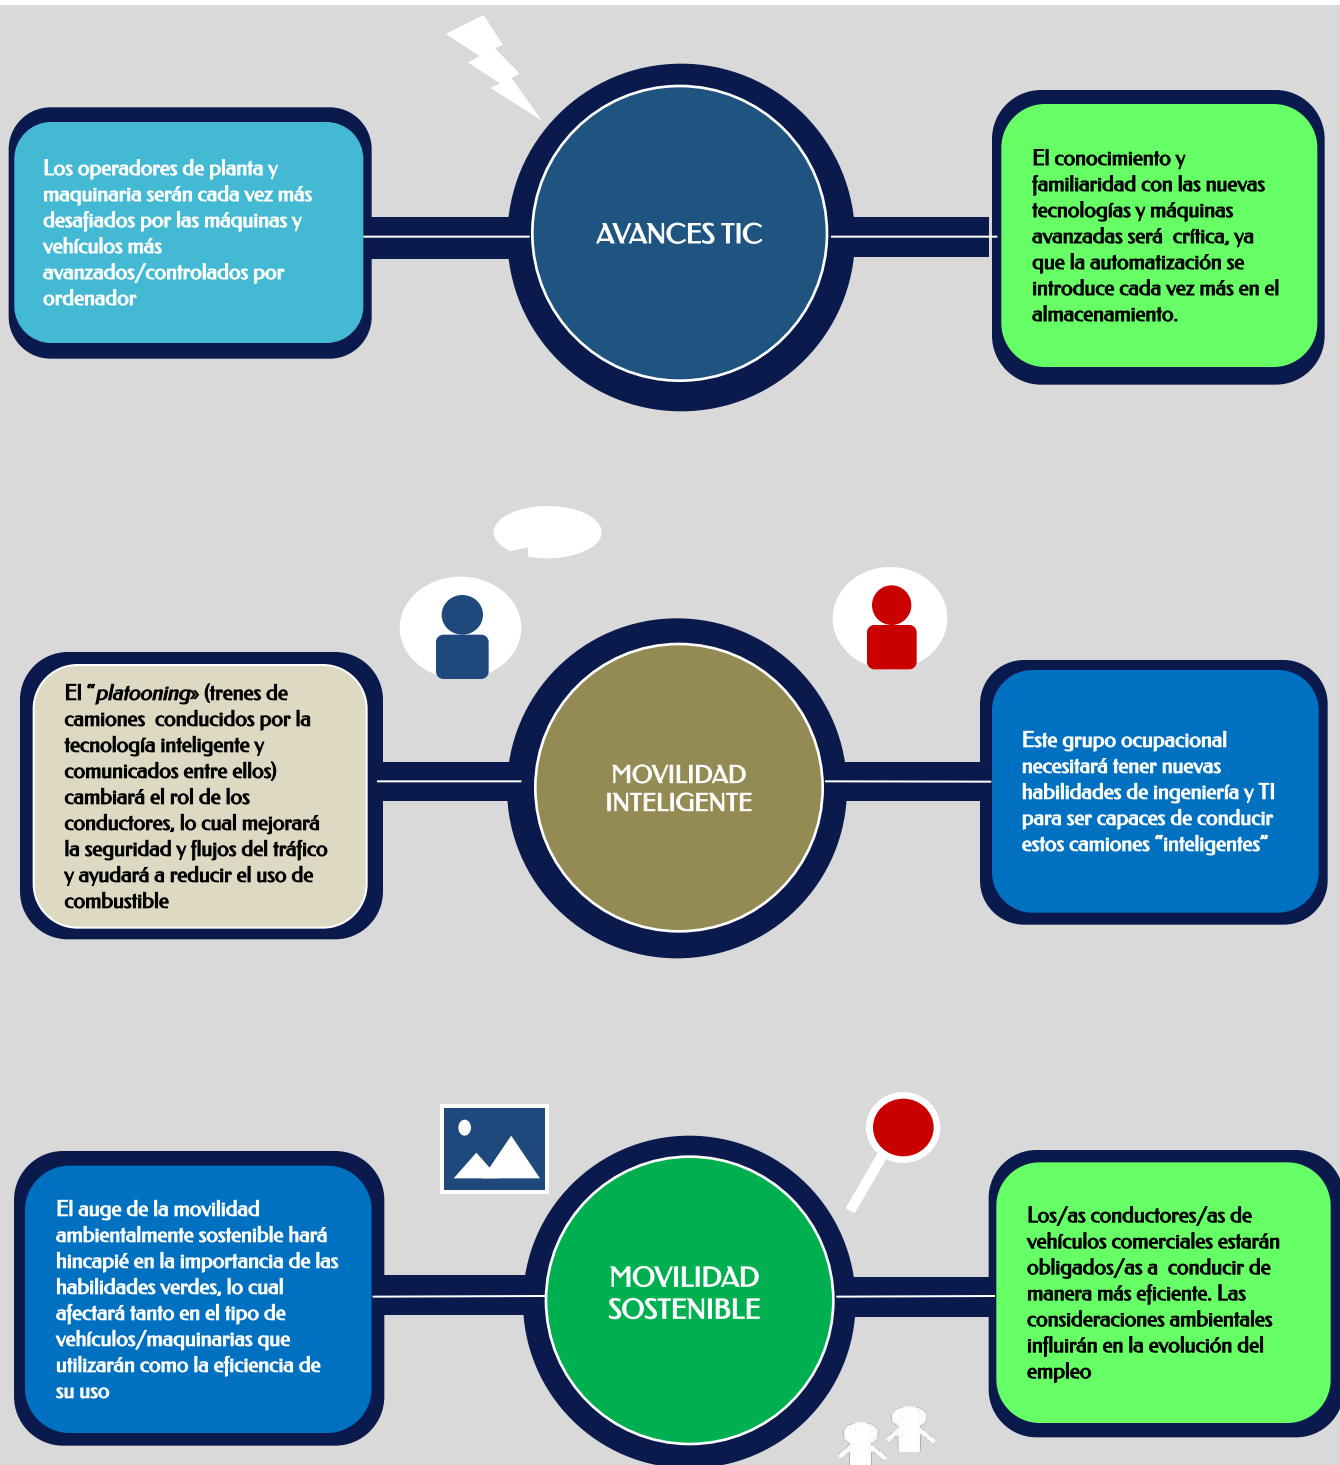 Los operadores de planta y
maquinaria serán cada vez más
desafiados por las máquinas y
vehículos más
avanzados/controlados por
ordenador
AVANCES TIC
El conocimiento y
familiaridad con las nuevas
tecnologías y máquinas
avanzadas será  crítica, ya
que la automatización se
introduce cada vez más en el
almacenamiento.
El “platooning» (trenes de
camiones  conducidos por la
tecnología inteligente y
comunicados entre ellos)
cambiará el rol de los
conductores, lo cual mejorará
la seguridad y flujos del tráfico
y ayudará a reducir el uso de
combustible
MOVILIDAD
INTELIGENTE
Este grupo ocupacional
necesitará tener nuevas
habilidades de ingeniería y TI
para ser capaces de conducir
estos camiones “inteligentes”
El auge de la movilidad
ambientalmente sostenible hará
hincapié en la importancia de las
habilidades verdes, lo cual
afectará tanto en el tipo de
vehículos/maquinarias que
utilizarán como la eficiencia de
su uso
MOVILIDAD
SOSTENIBLE
Los/as conductores/as de
vehículos comerciales estarán
obligados/as a  conducir de
manera más eficiente. Las
consideraciones ambientales
influirán en la evolución del
empleo